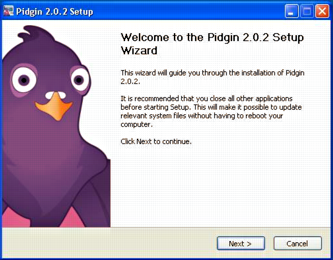 Pidgin 2.0.2 Setup
Welcome to the Pidgin 2.0.2 Setup
Wizard
This wizard will guide you through the installation of Pidgin
2.0.2.
It is recommended that you close all other applications
before starting Setup. This will make it possible to update
relevant system files without having to reboot your
computer.
Click Next to continue.
Next >
Cancel